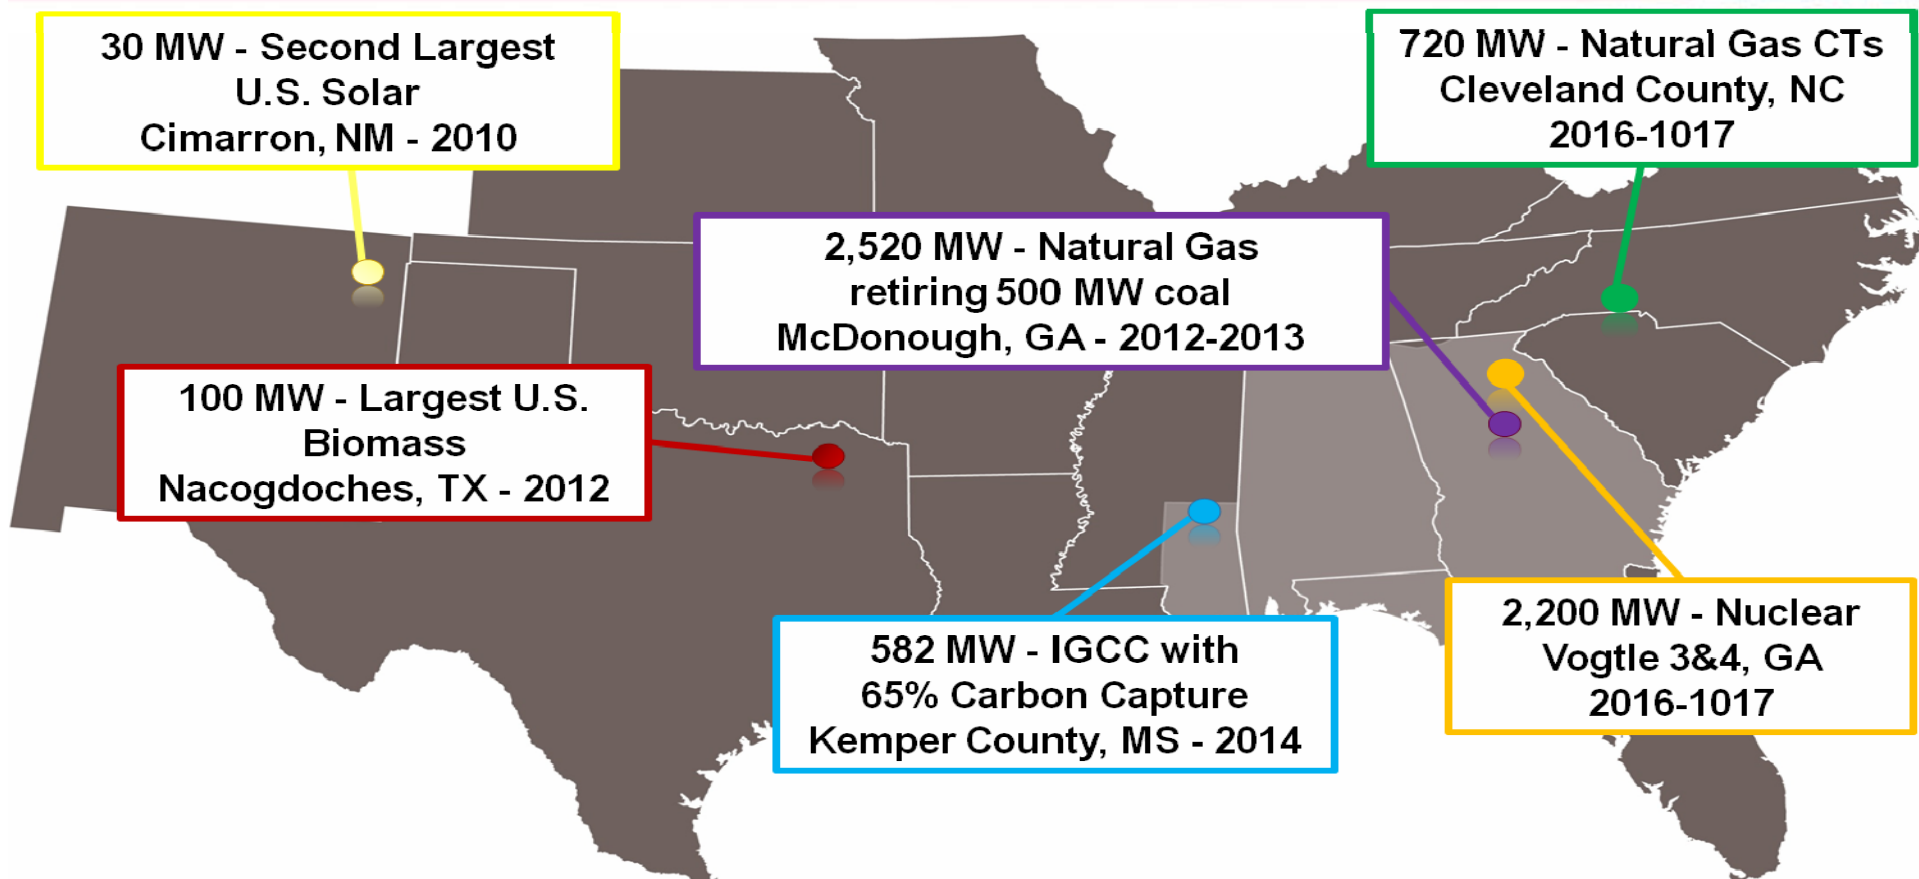 30 MW - Second Largest
U.S. Solar
Cimarron, NM - 2010
720 MW - Natural Gas CTs
Cleveland County, NC
2016-1017
2,520 MW - Natural Gas
retiring 500 MW coal
McDonough, GA - 2012-2013
100 MW - Largest U.S.
Biomass
Nacogdoches, TX - 2012
582 MW - IGCC with
65% Carbon Capture
Kemper County, MS - 2014
2,200 MW - Nuclear
Vogtle 3&4, GA
2016-1017